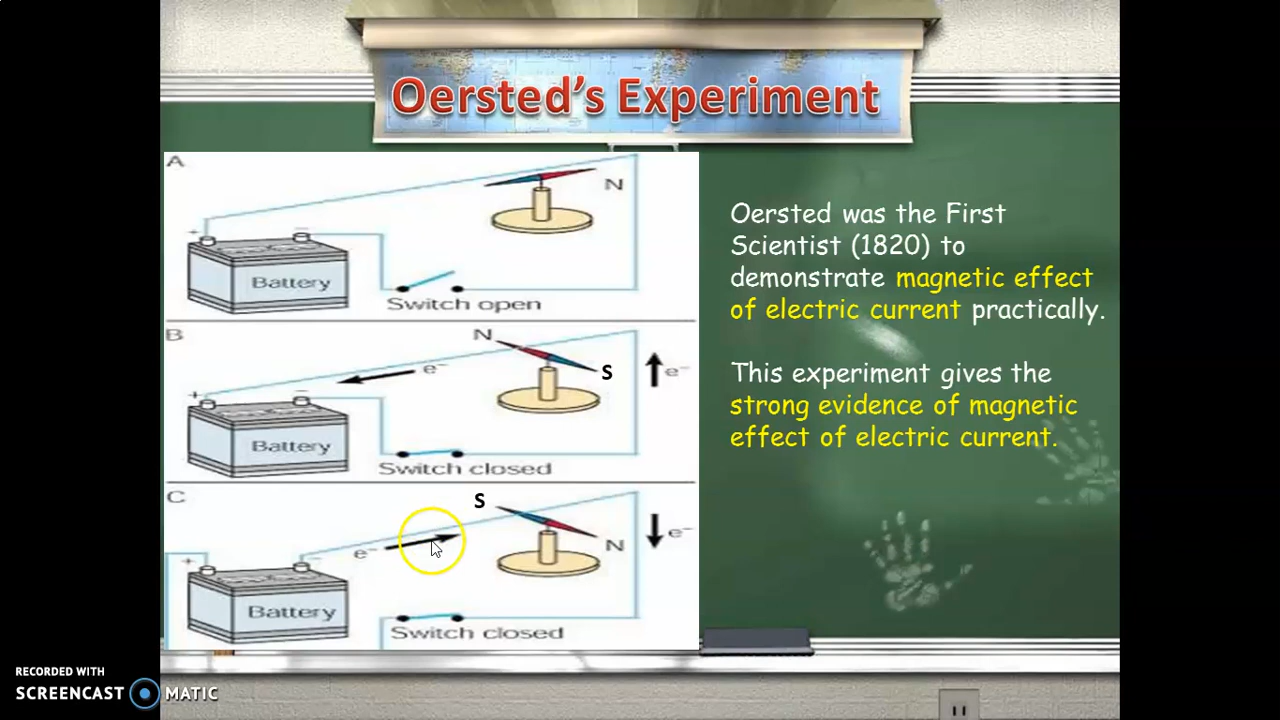 Oersted's Experiment
A
N
+
−
Battery
Switch open
B
N
S
e⁻
e⁻
+
−
Battery
Switch closed
C
S
N
e⁻
e⁻
+
−
Battery
Switch closed
Oersted was the First
Scientist (1820) to
demonstrate magnetic effect
of electric current practically.
This experiment gives the
strong evidence of magnetic
effect of electric current.
RECORDED WITH
SCREENCAST MATIC